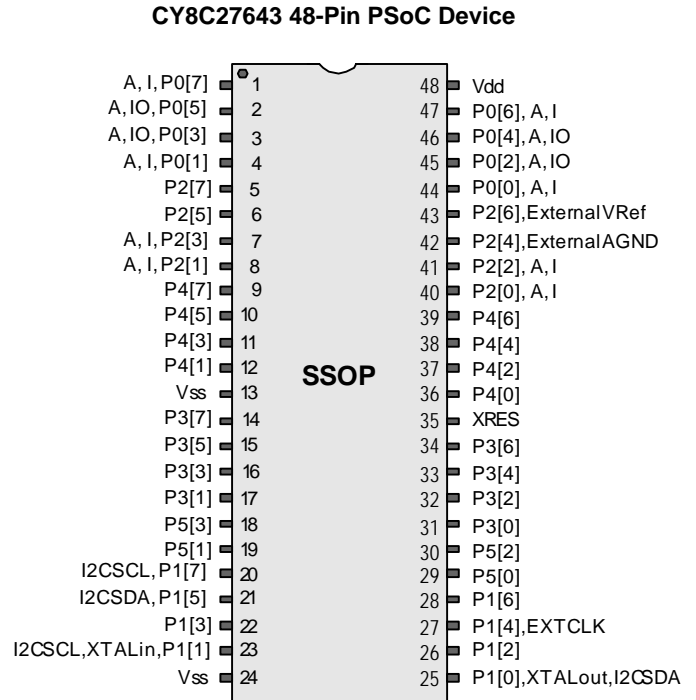 CY8C27643 48-Pin PSoC Device
A, I, P0[7] 1 48 Vdd
A, IO, P0[5] 2 47 P0[6], A, I
A, IO, P0[3] 3 46 P0[4], A, IO
A, I, P0[1] 4 45 P0[2], A, IO
P2[7] 5 44 P0[0], A, I
P2[5] 6 43 P2[6], External VRef
A, I, P2[3] 7 42 P2[4], External AGND
A, I, P2[1] 8 41 P2[2], A, I
P4[7] 9 40 P2[0], A, I
P4[5] 10 39 P4[6]
P4[3] 11 38 P4[4]
P4[1] 12 37 P4[2]
SSOP
Vss 13 36 P4[0]
P3[7] 14 35 XRES
P3[5] 15 34 P3[6]
P3[3] 16 33 P3[4]
P3[1] 17 32 P3[2]
P5[3] 18 31 P3[0]
P5[1] 19 30 P5[2]
I2CSCL, P1[7] 20 29 P5[0]
I2CSDA, P1[5] 21 28 P1[6]
P1[3] 22 27 P1[4], EXTCLK
I2CSCL, XTALin, P1[1] 23 26 P1[2]
Vss 24 25 P1[0], XTALout, I2CSDA